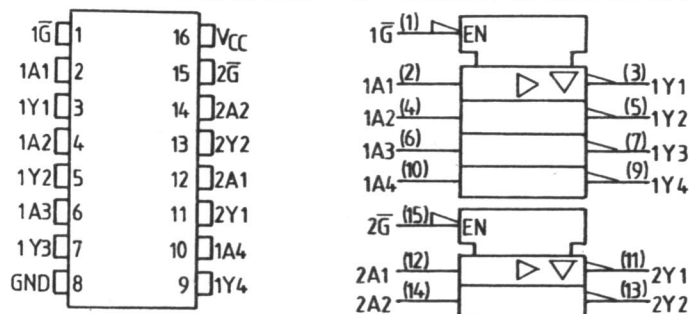 1G̅ 1 16 VCC
1A1 2 15 2G̅
1Y1 3 14 2A2
1A2 4 13 2Y2
1Y2 5 12 2A1
1A3 6 11 2Y1
1Y3 7 10 1A4
GND 8 9 1Y4
1G̅ (1) EN
1A1 (2) (3) 1Y1
1A2 (4) (5) 1Y2
1A3 (6) (7) 1Y3
1A4 (10) (9) 1Y4
2G̅ (15) EN
2A1 (12) (11) 2Y1
2A2 (14) (13) 2Y2